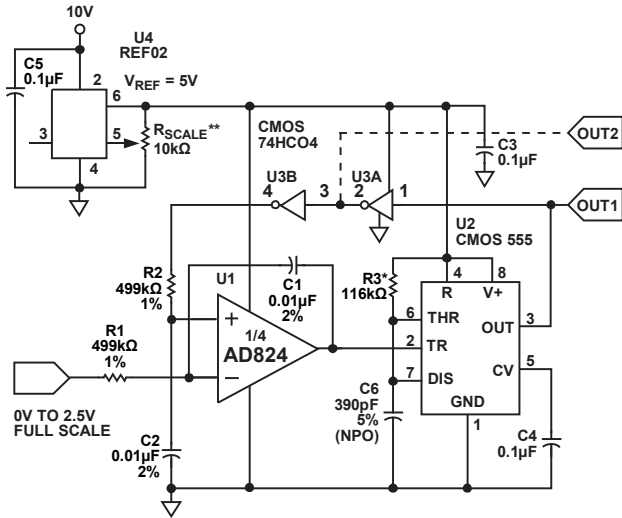 10V
U4
REF02
C5
0.1µF
2
V_REF = 5V
6
3
5
R_SCALE**
10kΩ
4
CMOS
74HCO4
C3
0.1µF
OUT2
U3B
U3A
4
3
2
1
OUT1
U2
CMOS 555
R2
499kΩ
1%
U1
C1
0.01µF
2%
R3*
116kΩ
4
8
R
V+
6
THR
OUT
3
R1
499kΩ
1%
+
1/4
AD824
–
2
TR
7
DIS
CV
5
0V TO 2.5V
FULL SCALE
C6
390pF
5%
(NPO)
GND
1
C2
0.01µF
2%
C4
0.1µF